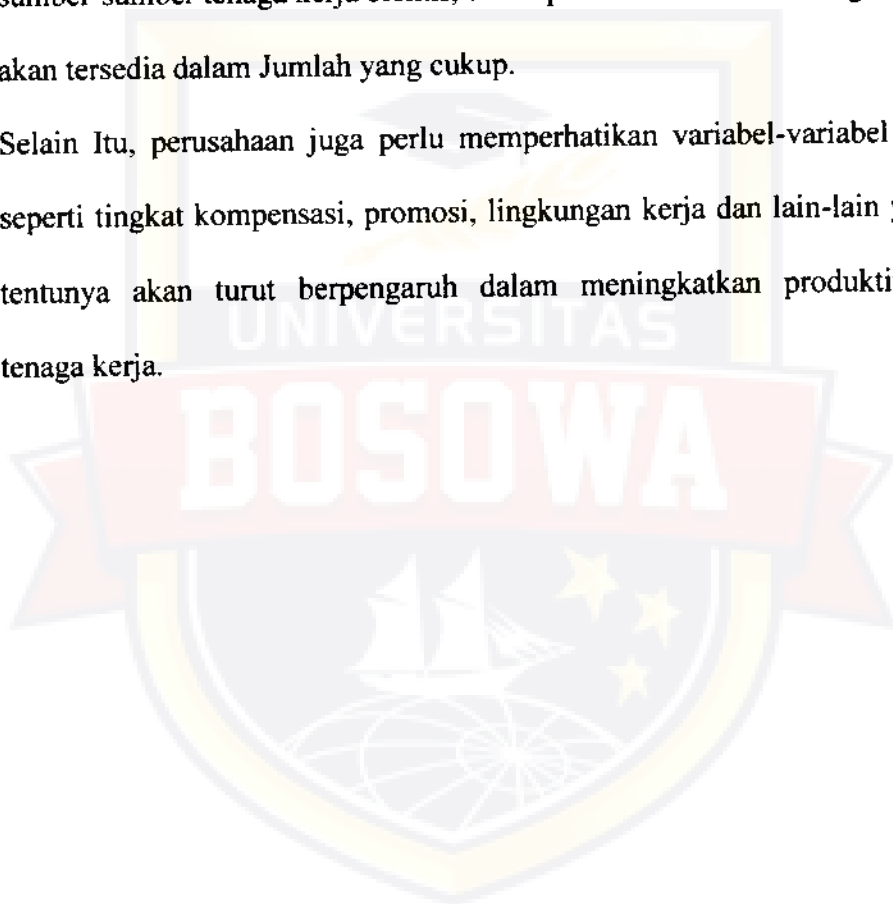 akan tersedia dalam Jumlah yang cukup.
Selain Itu, perusahaan juga perlu memperhatikan variabel-variabel
seperti tingkat kompensasi, promosi, lingkungan kerja dan lain-lain
tentunya akan turut berpengaruh dalam meningkatkan produkti
tenaga kerja.
UNIVERSITAS
BOSOWA